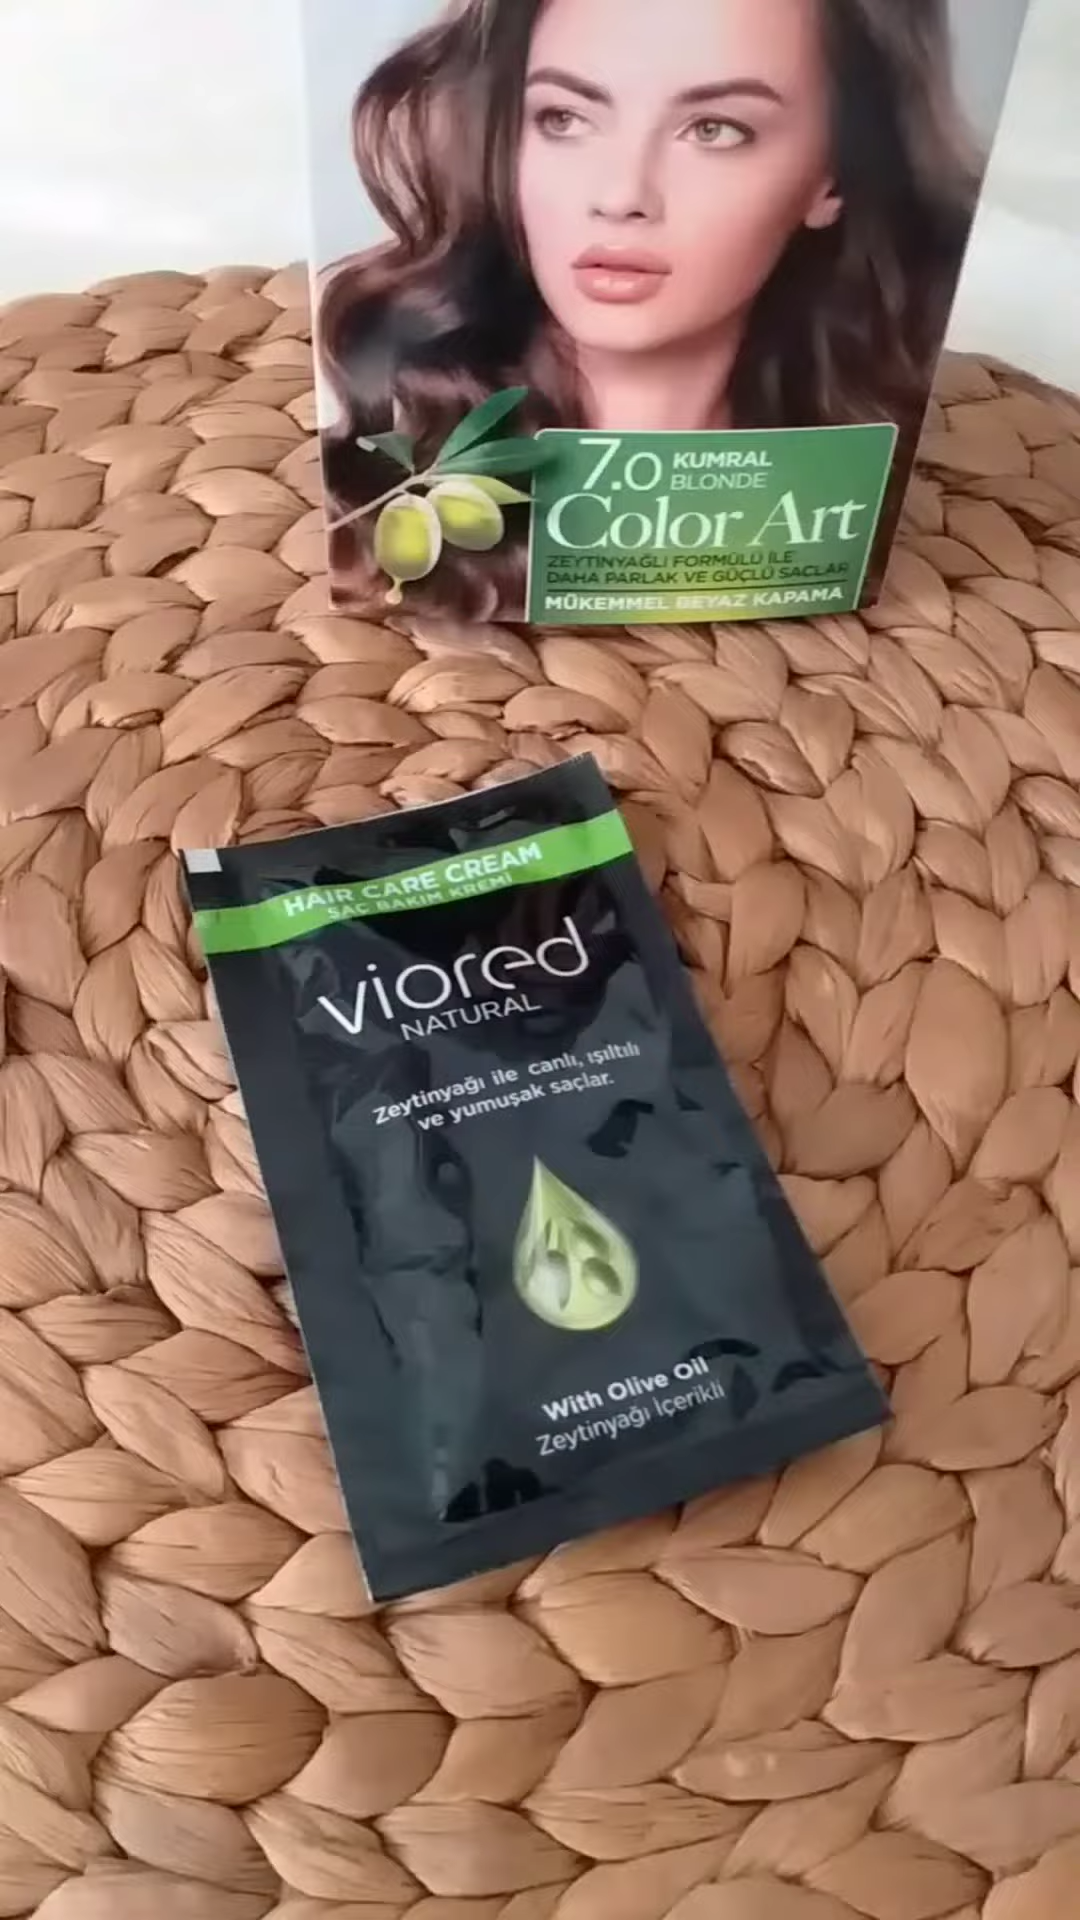 7.0 KUMRAL
BLONDE
Color Art
ZEYTİNYAĞLI FORMÜLÜ İLE
DAHA PARLAK VE GÜÇLÜ SAÇLAR
MÜKEMMEL BEYAZ KAPAMA
HAIR CARE CREAM
SAÇ BAKIM KREMİ
viored
NATURAL
Zeytinyağı ile canlı, ışıltılı
ve yumuşak saçlar.
With Olive Oil
Zeytinyağı İçerikli